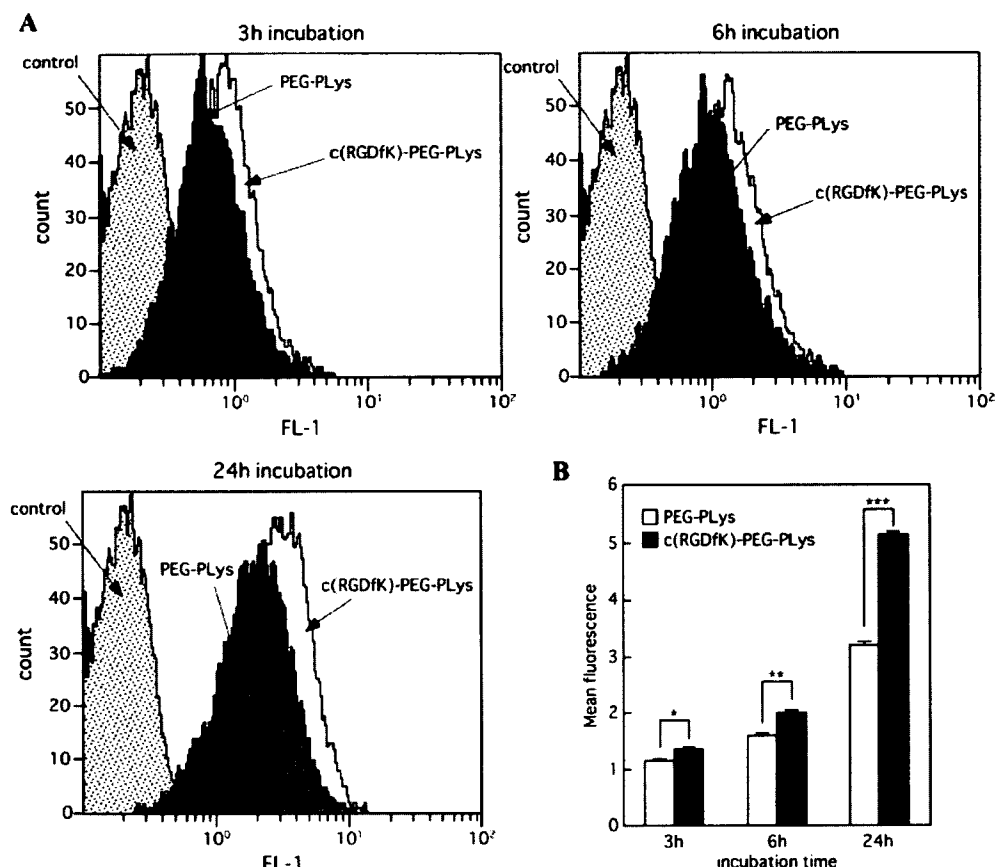 A
3h incubation
control
PEG-PLys
c(RGDfK)-PEG-PLys
count
50
40
30
20
10
0
10⁰
10¹
10²
FL-1
6h incubation
control
PEG-PLys
c(RGDfK)-PEG-PLys
count
50
40
30
20
10
0
10⁰
10¹
10²
FL-1
24h incubation
control
PEG-PLys
c(RGDfK)-PEG-PLys
count
50
40
30
20
10
0
10⁰
10¹
10²
FL-1
B
PEG-PLys
c(RGDfK)-PEG-PLys
Mean fluorescence
6
5
4
3
2
1
0
*
**
***
3h
6h
24h
incubation time